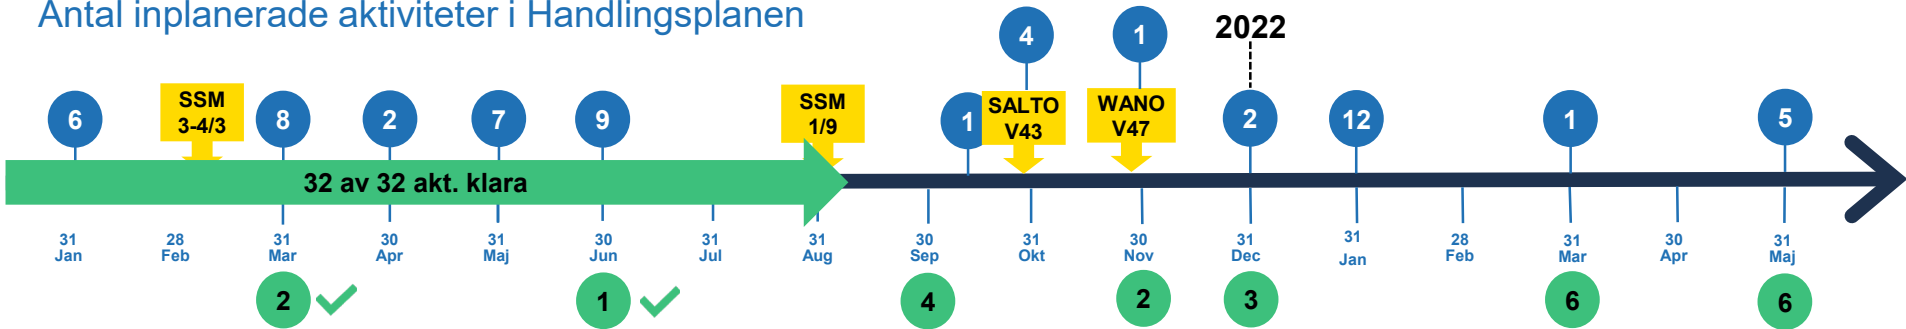 Antal inplanerade aktiviteter i Handlingsplanen
2022
4
1
6
SSM
3-4/3
8
2
7
9
SSM
1/9
1
SALTO
V43
WANO
V47
2
12
1
5
32 av 32 akt. klara
31
Jan
28
Feb
31
Mar
30
Apr
31
Maj
30
Jun
31
Jul
31
Aug
30
Sep
31
Okt
30
Nov
31
Dec
31
Jan
28
Feb
31
Mar
30
Apr
31
Maj
2
1
4
2
3
6
6